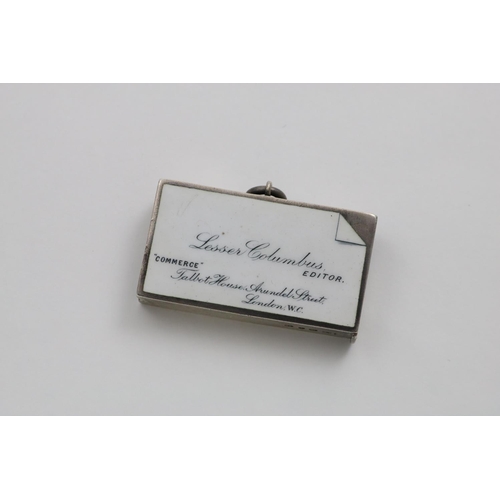 "Lesser Columbus"
EDITOR.
"COMMERCE"
Talbot House, Arundel Street,
London, W.C.